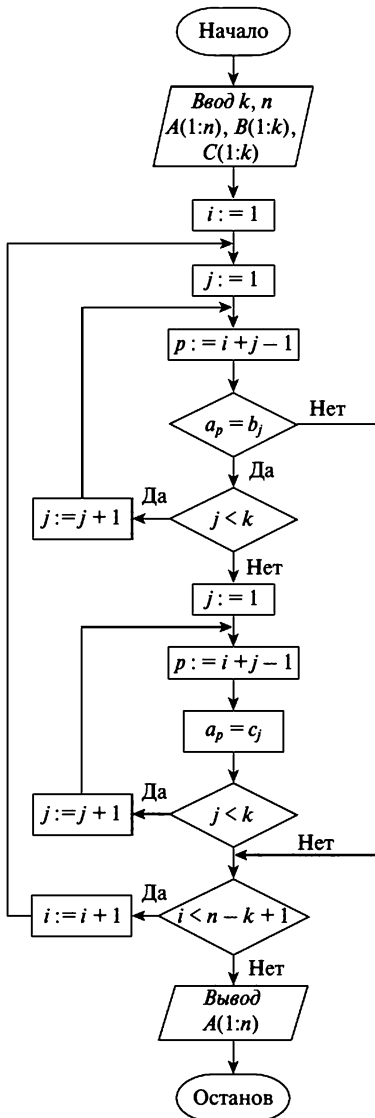 Начало
Ввод k, n
A(1:n), B(1:k),
C(1:k)
i := 1
j := 1
p := i + j − 1
Нет
a_p = b_j
Да
Да
j := j + 1
j < k
Нет
j := 1
p := i + j − 1
a_p = c_j
Да
j := j + 1
j < k
Нет
Да
i := i + 1
i < n − k + 1
Нет
Вывод
A(1:n)
Останов